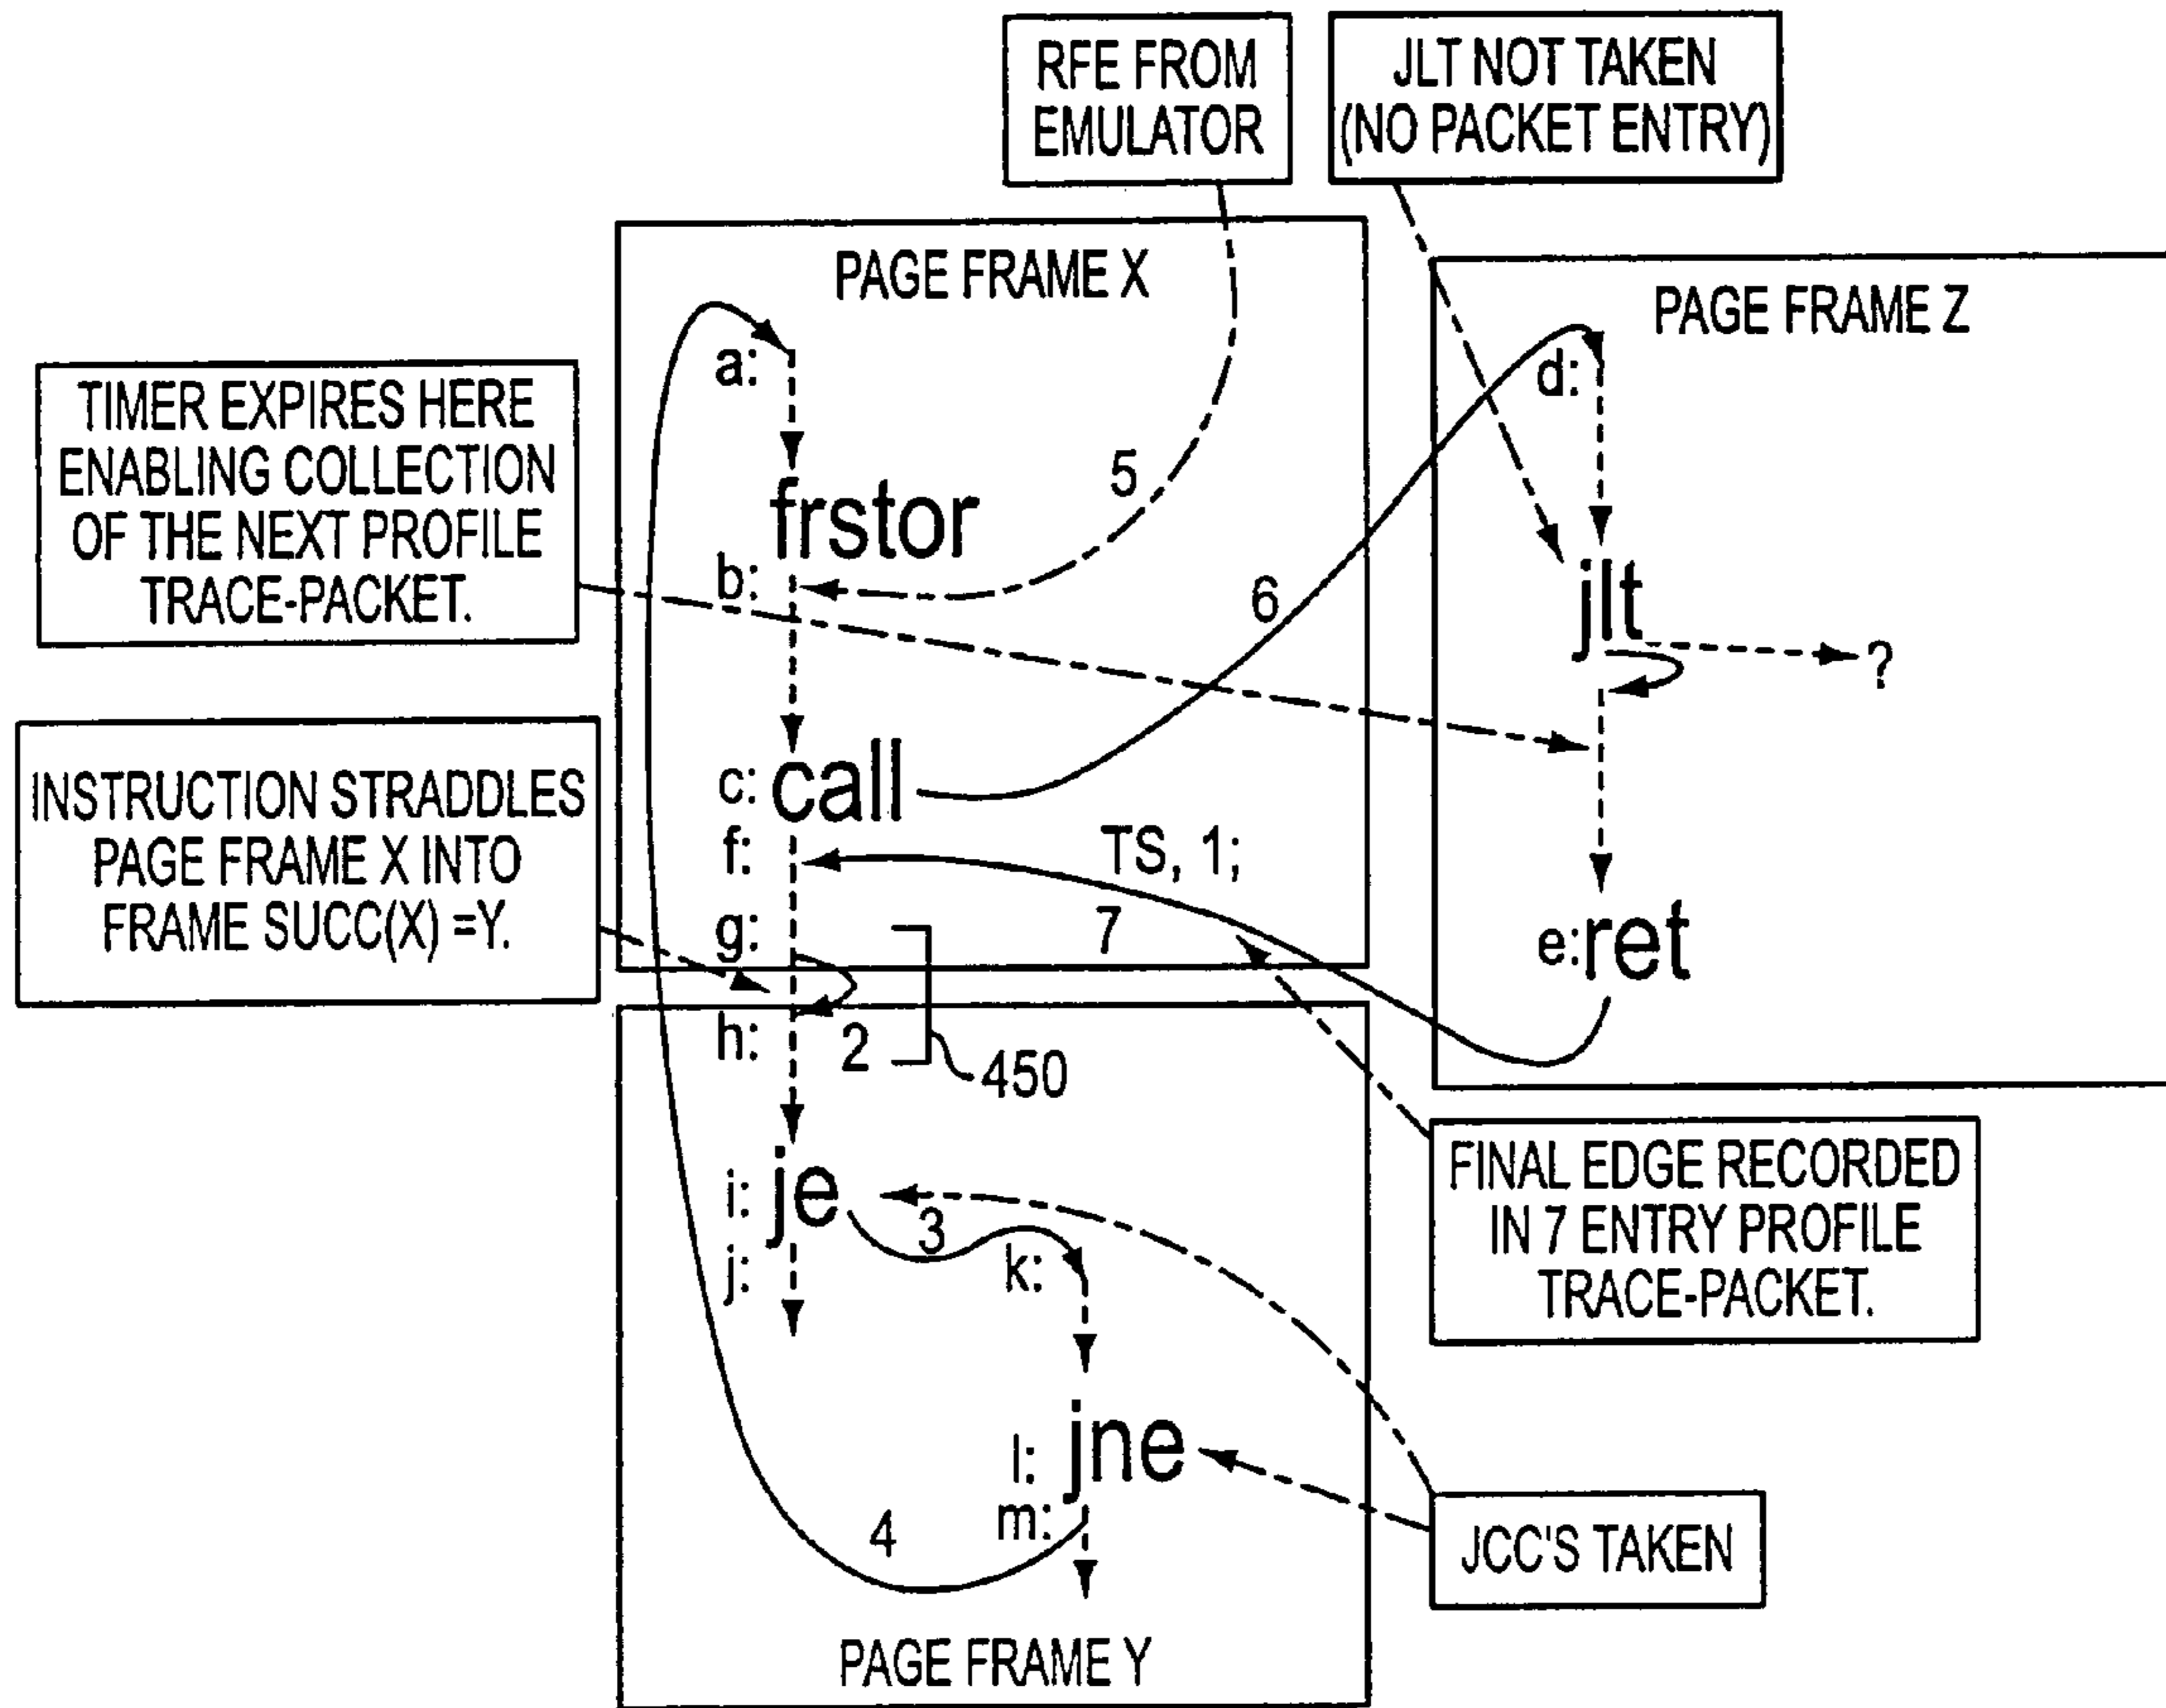 RFE FROM
EMULATOR
JLT NOT TAKEN
(NO PACKET ENTRY)
PAGE FRAME X
PAGE FRAME Z
TIMER EXPIRES HERE
ENABLING COLLECTION
OF THE NEXT PROFILE
TRACE-PACKET.
a:
d:
5
frstor
b:
6
jlt
?
INSTRUCTION STRADDLES
PAGE FRAME X INTO
FRAME SUCC(X) =Y.
c: call
f:
TS, 1;
7
g:
e: ret
h:
2
450
i: je
3
j:
k:
FINAL EDGE RECORDED
IN 7 ENTRY PROFILE
TRACE-PACKET.
l: jne
m:
4
JCC'S TAKEN
PAGE FRAME Y